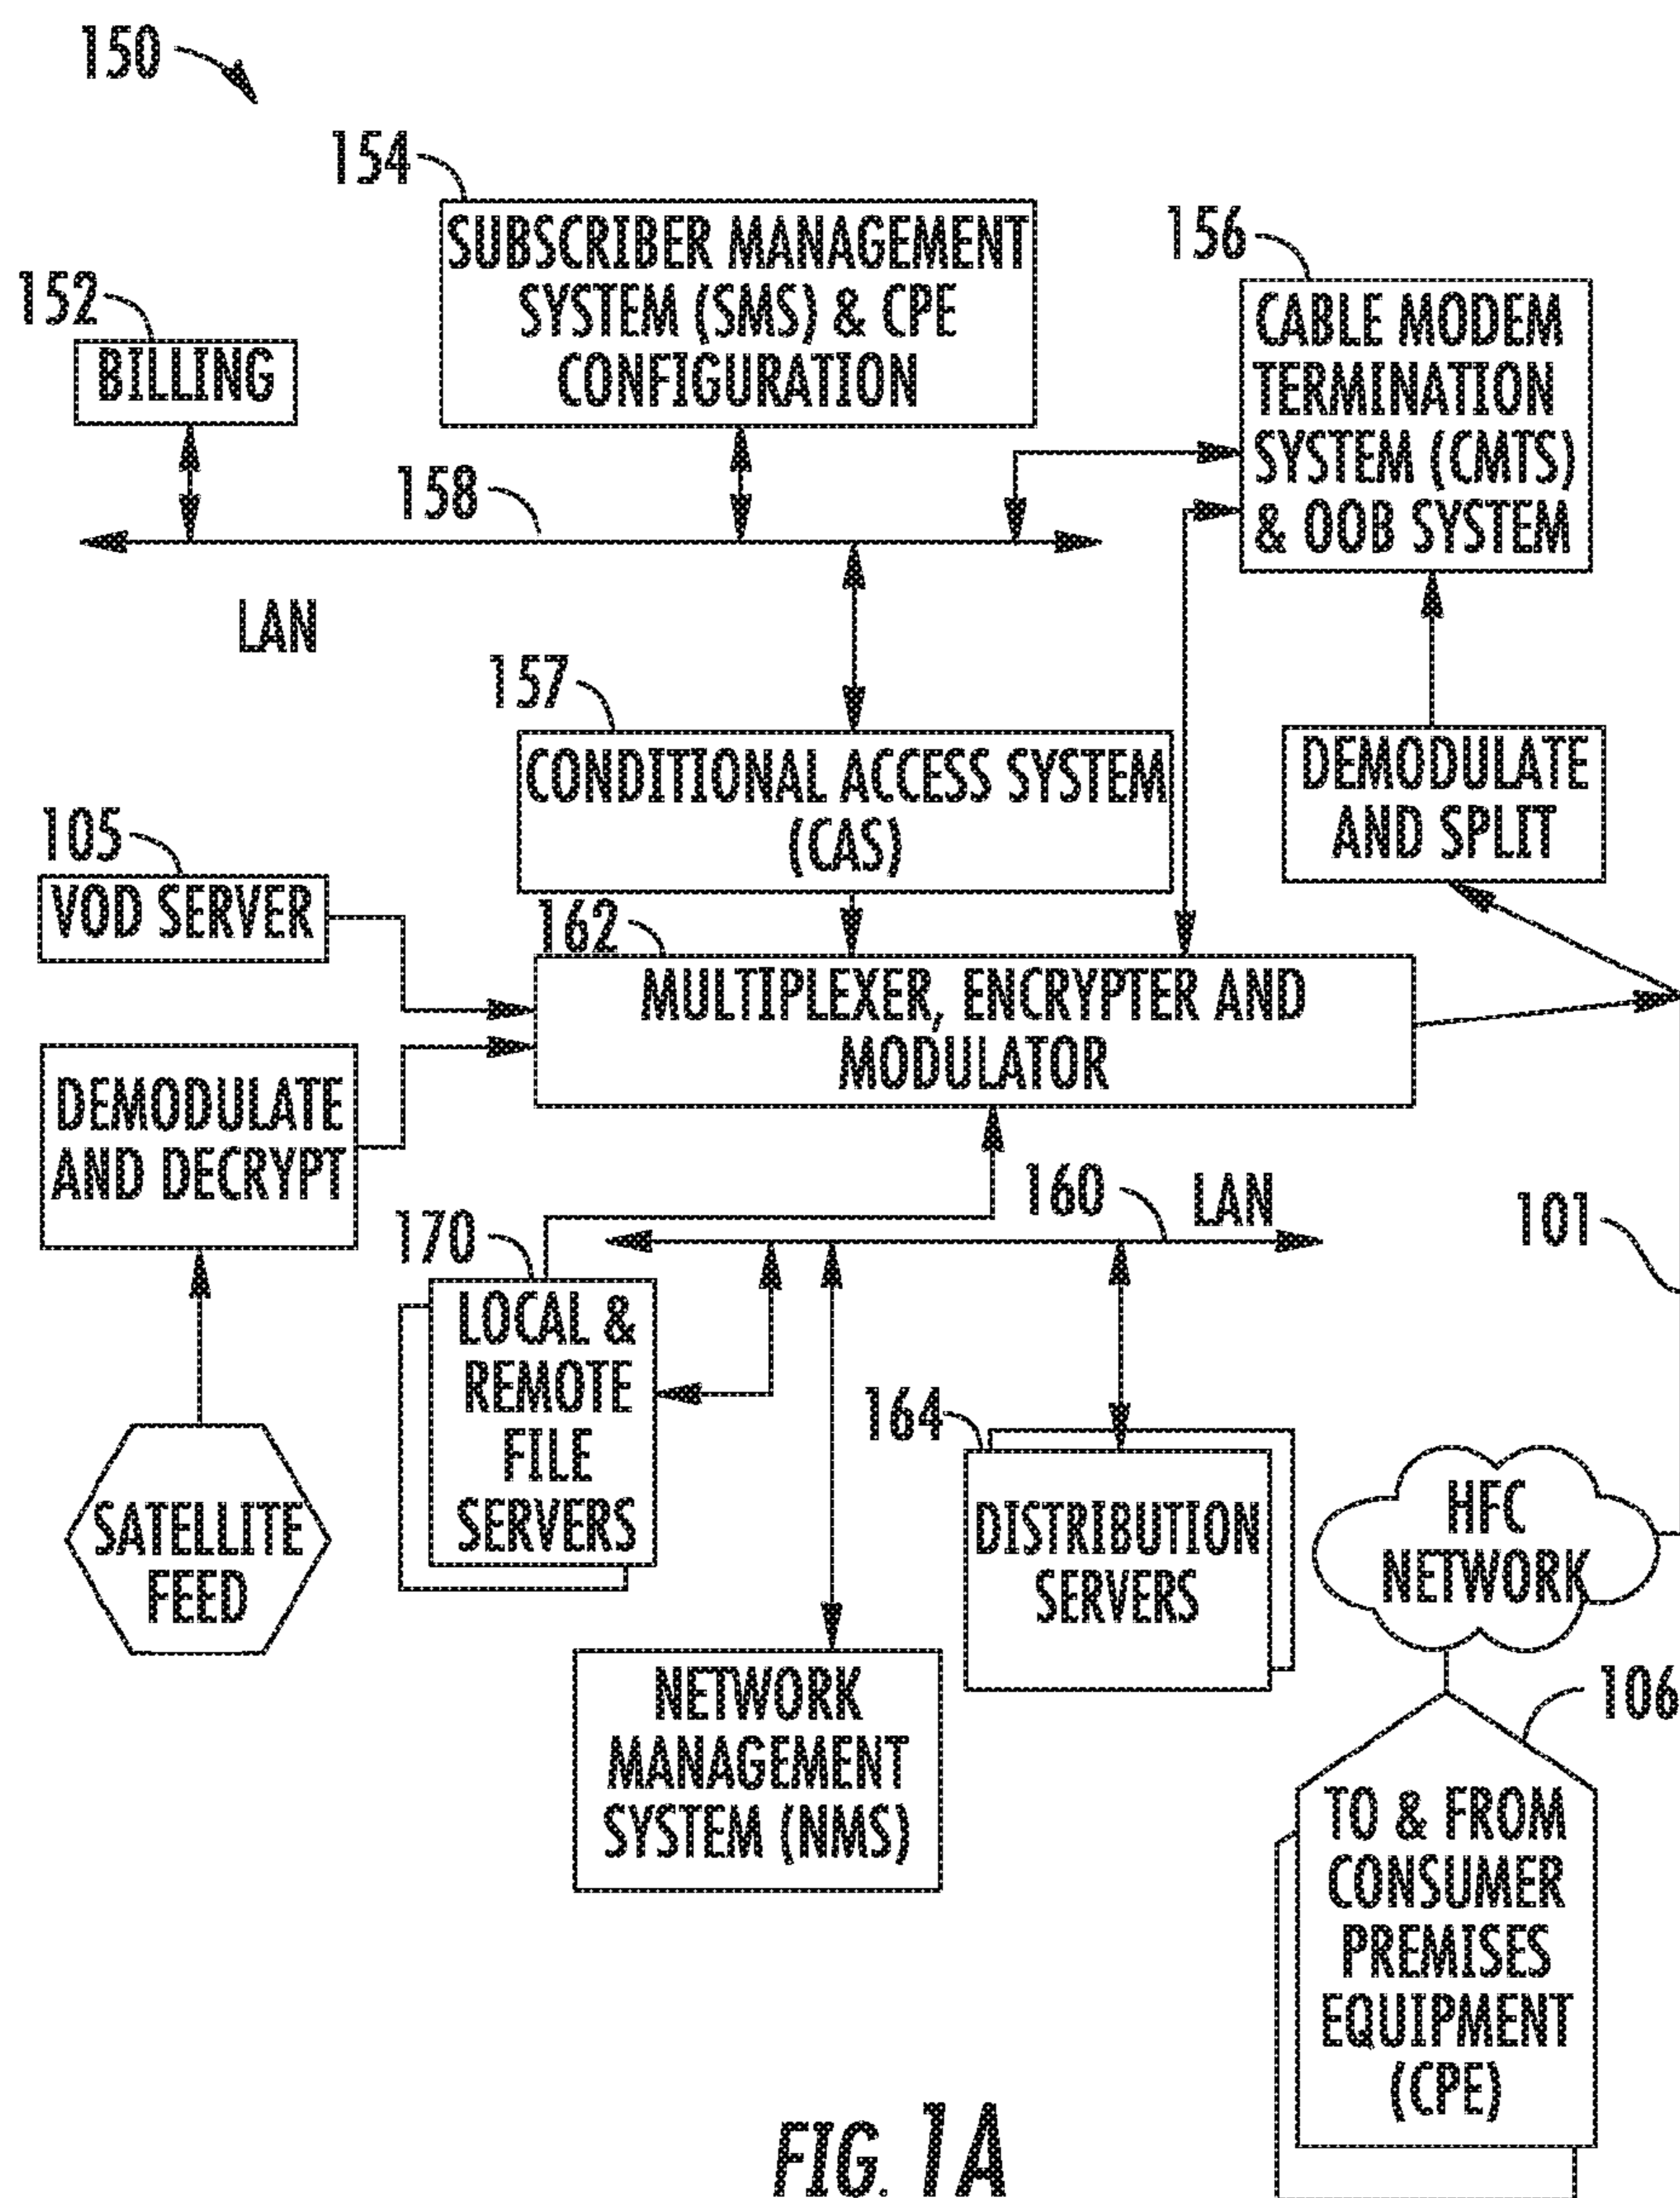 150
154
SUBSCRIBER MANAGEMENT
SYSTEM (SMS) & CPE
CONFIGURATION
156
CABLE MODEM
TERMINATION
SYSTEM (CMTS)
& OOB SYSTEM
152
BILLING
158
LAN
157
CONDITIONAL ACCESS SYSTEM
(CAS)
DEMODULATE
AND SPLIT
105
VOD SERVER
162
MULTIPLEXER, ENCRYPTER AND
MODULATOR
DEMODULATE
AND DECRYPT
160
LAN
101
170
LOCAL &
REMOTE
FILE
SERVERS
164
DISTRIBUTION
SERVERS
HFC
NETWORK
SATELLITE
FEED
NETWORK
MANAGEMENT
SYSTEM (NMS)
106
TO & FROM
CONSUMER
PREMISES
EQUIPMENT
(CPE)
FIG. 1A